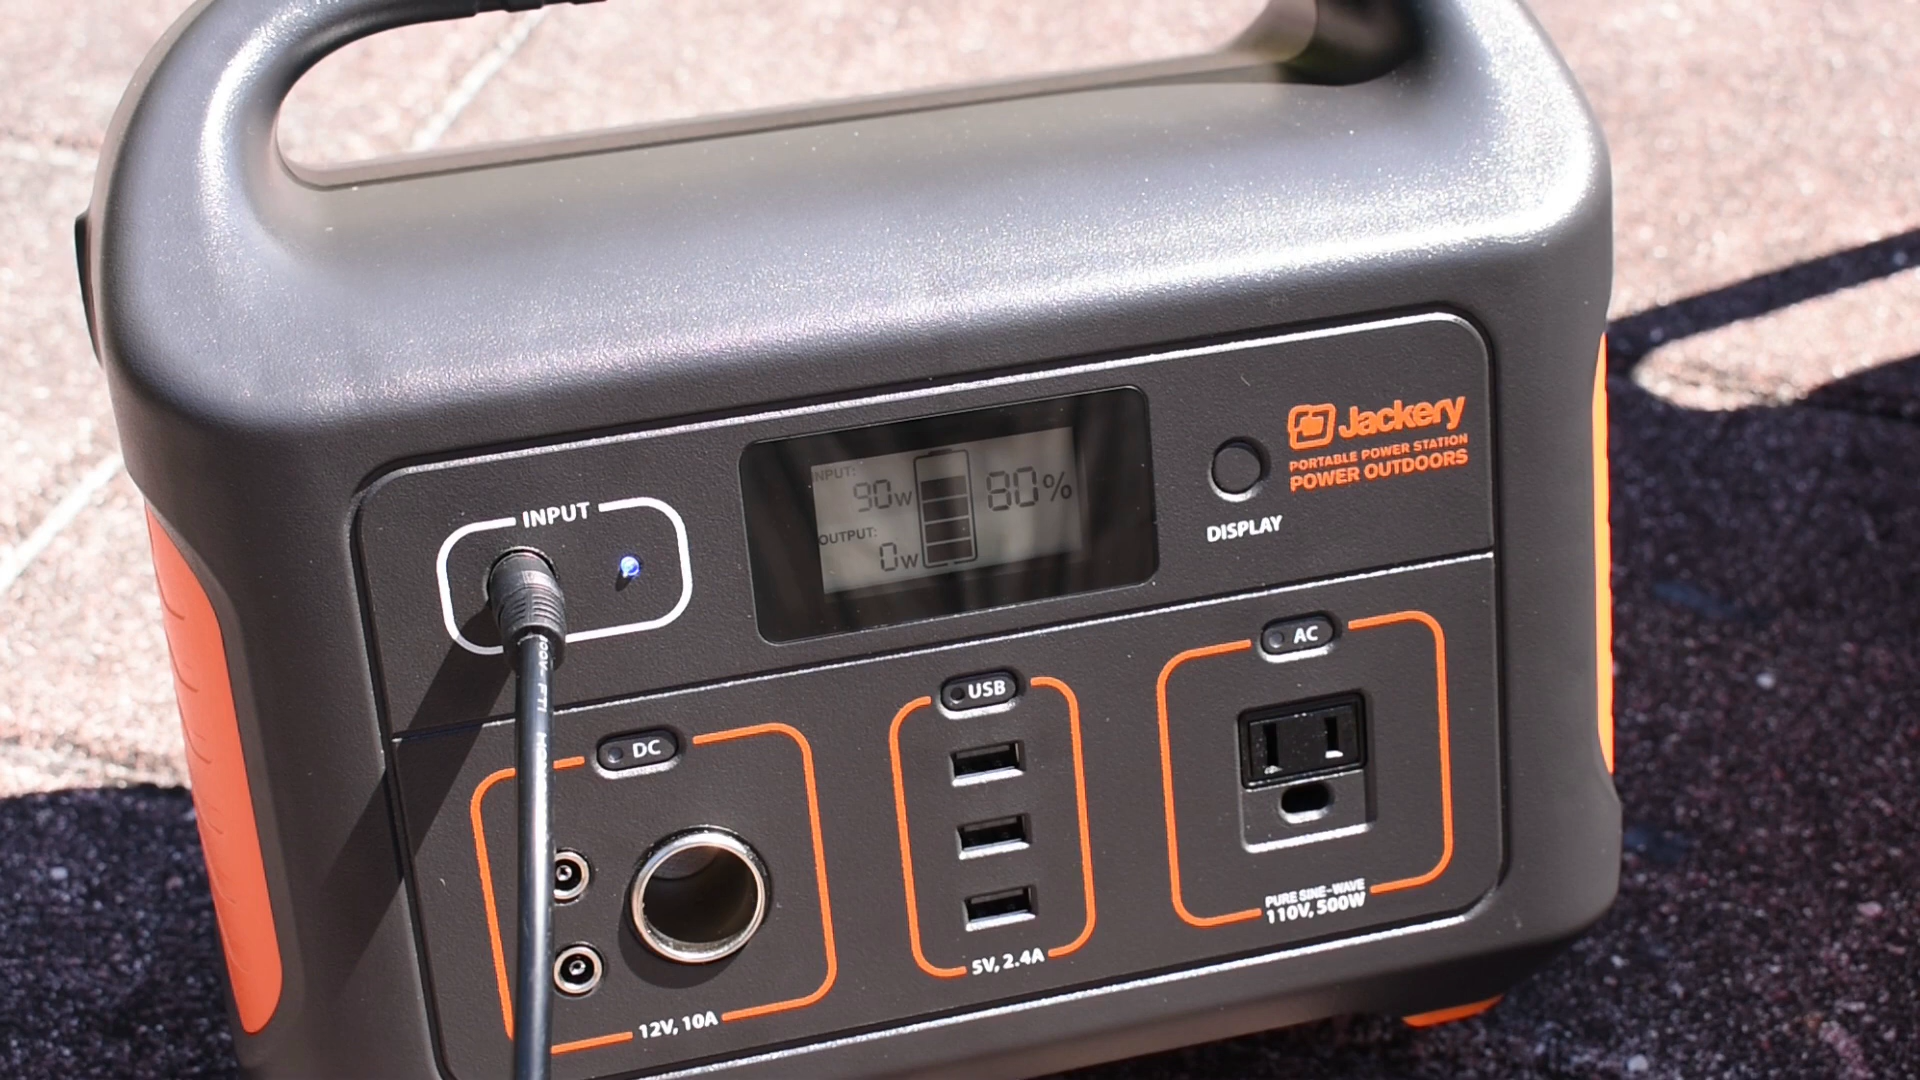 Jackery
PORTABLE POWER STATION
POWER OUTDOORS
INPUT
INPUT:
90W
80%
OUTPUT:
0W
DISPLAY
DC
USB
AC
12V, 10A
5V, 2.4A
PURE SINE-WAVE
110V, 500W